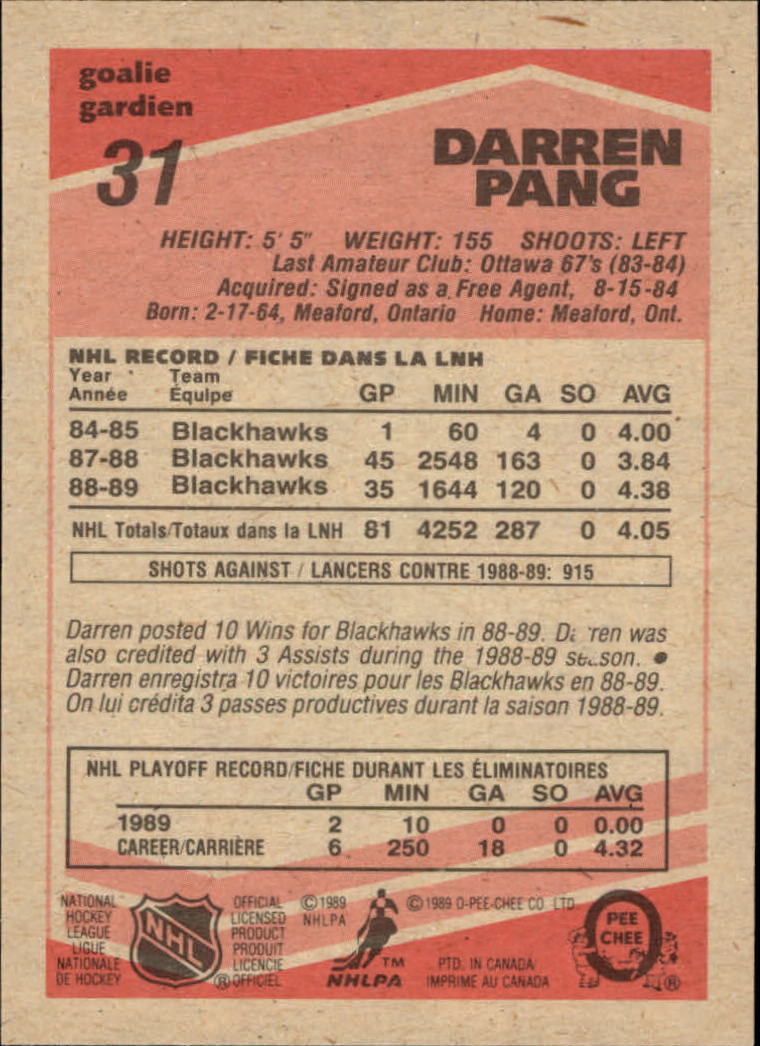 goalie
gardien
31
DARREN
PANG
HEIGHT: 5' 5" WEIGHT: 155 SHOOTS: LEFT
Last Amateur Club: Ottawa 67's (83-84)
Acquired: Signed as a Free Agent, 8-15-84
Born: 2-17-64, Meaford, Ontario Home: Meaford, Ont.
NHL RECORD / FICHE DANS LA LNH
Year Team
Année Équipe GP MIN GA SO AVG
84-85 Blackhawks 1 60 4 0 4.00
87-88 Blackhawks 45 2548 163 0 3.84
88-89 Blackhawks 35 1644 120 0 4.38
NHL Totals/Totaux dans la LNH 81 4252 287 0 4.05
SHOTS AGAINST / LANCERS CONTRE 1988-89: 915
Darren posted 10 Wins for Blackhawks in 88-89. Darren was
also credited with 3 Assists during the 1988-89 season. ●
Darren enregistra 10 victoires pour les Blackhawks en 88-89.
On lui crédita 3 passes productives durant la saison 1988-89.
NHL PLAYOFF RECORD/FICHE DURANT LES ÉLIMINATOIRES
GP MIN GA SO AVG
1989 2 10 0 0 0.00
CAREER/CARRIÈRE 6 250 18 0 4.32
NATIONAL
HOCKEY
LEAGUE
LIGUE
NATIONALE
DE HOCKEY
NHL
®
OFFICIAL
LICENSED
PRODUCT
PRODUIT
LICENCIE
OFFICIEL
©1989
NHLPA
TM
NHLPA
©1989 O-PEE-CHEE CO. LTD.
PTD. IN CANADA/
IMPRIME AU CANADA
O
PEE
CHEE
®